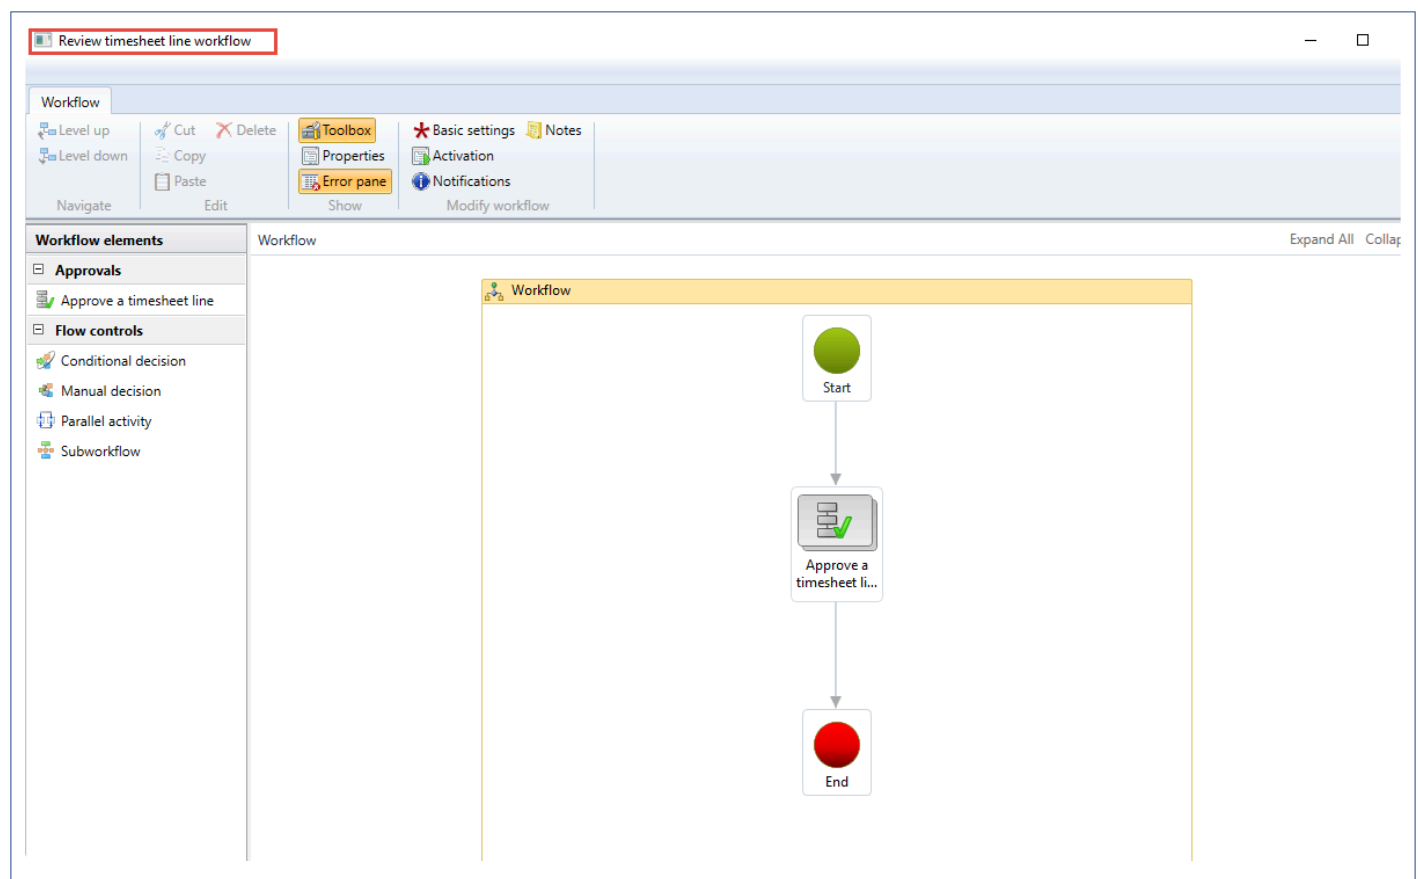 Review timesheet line workflow
Workflow
Level up
Cut
Delete
Toolbox
Basic settings
Notes
Level down
Copy
Properties
Activation
Paste
Error pane
Notifications
Navigate
Edit
Show
Modify workflow
Workflow elements
Workflow
Expand All
Collap
Approvals
Approve a timesheet line
Flow controls
Conditional decision
Manual decision
Parallel activity
Subworkflow
Workflow
Start
Approve a
timesheet li...
End